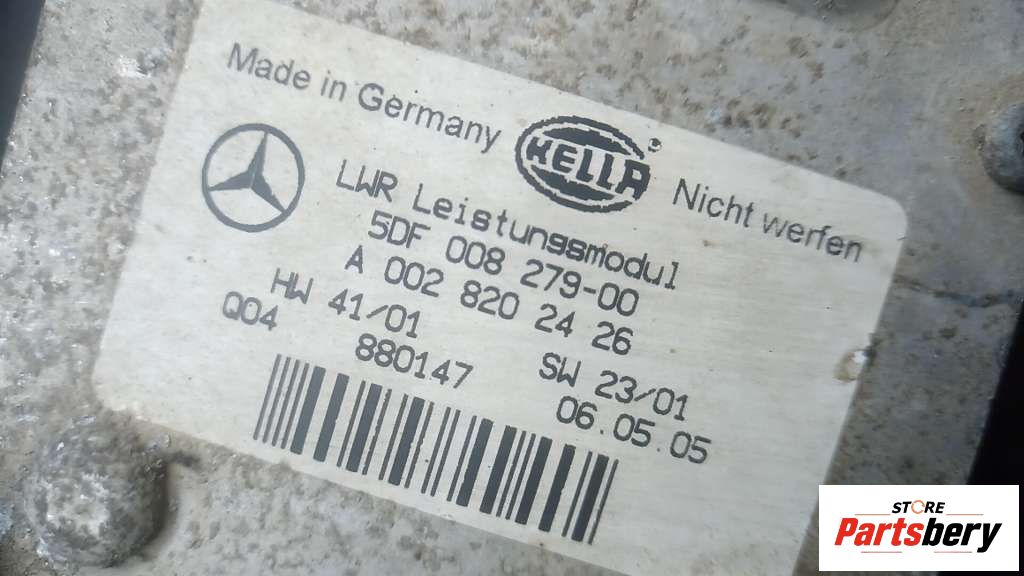 Made in Germany HELLA Nicht werfen
LWR Leistungsmodul
5DF 008 279-00
A 002 820 24 26
HW 41/01 SW 23/01
Q04 880147 06.05.05
STORE
Partsbery